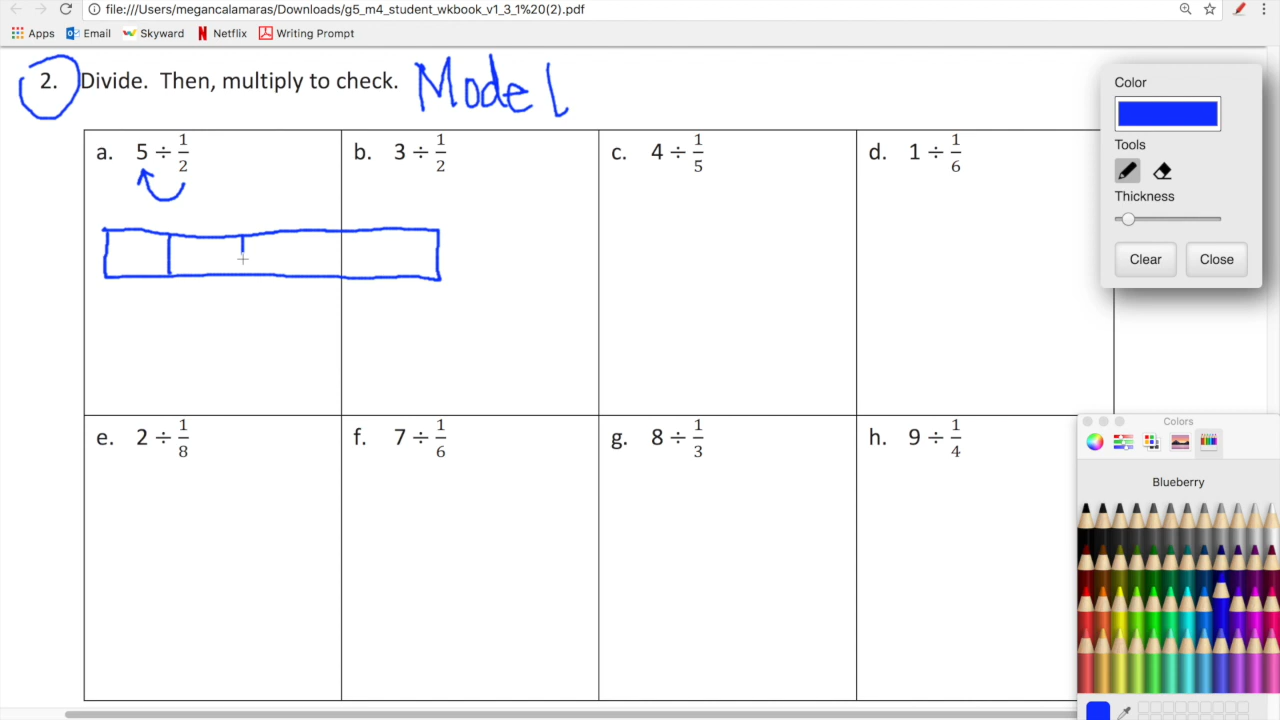 file:///Users/megancalamaras/Downloads/g5_m4_student_wkbook_v1_3_1%20(2).pdf
Apps Email Skyward Netflix Writing Prompt
2. Divide. Then, multiply to check. Model
a. 5 ÷ 1/2
b. 3 ÷ 1/2
c. 4 ÷ 1/5
d. 1 ÷ 1/6
e. 2 ÷ 1/8
f. 7 ÷ 1/6
g. 8 ÷ 1/3
h. 9 ÷ 1/4
Color
Tools
Thickness
Clear Close
Colors
Blueberry